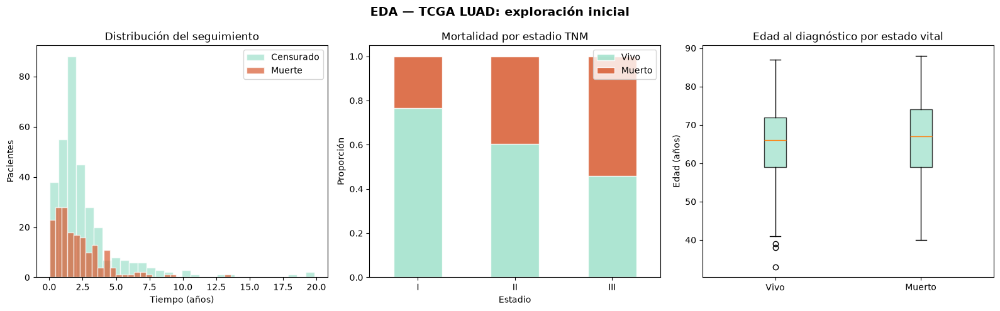 EDA — TCGA LUAD: exploración inicial
Distribución del seguimiento
Censurado
Muerte
Pacientes
80
60
40
20
0
0.0 2.5 5.0 7.5 10.0 12.5 15.0 17.5 20.0
Tiempo (años)
Mortalidad por estadio TNM
Vivo
Muerto
Proporción
1.0
0.8
0.6
0.4
0.2
0.0
I II III
Estadio
Edad al diagnóstico por estado vital
Edad (años)
90
80
70
60
50
40
Vivo Muerto